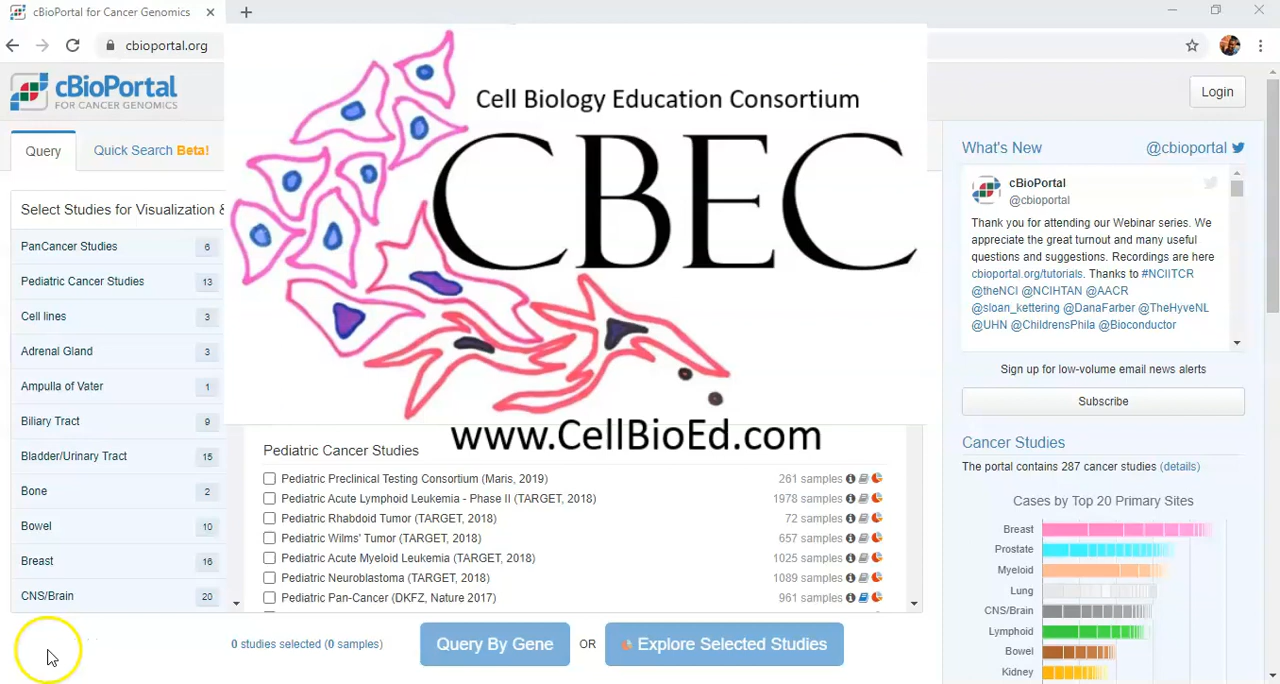 cBioPortal for Cancer Genomics
cbioportal.org
cBioPortal
FOR CANCER GENOMICS
Login
Query
Quick Search Beta!
Select Studies for Visualization &
PanCancer Studies 6
Pediatric Cancer Studies 13
Cell lines 3
Adrenal Gland 3
Ampulla of Vater 1
Biliary Tract 9
Bladder/Urinary Tract 15
Bone 2
Bowel 10
Breast 16
CNS/Brain 20
Cell Biology Education Consortium
CBEC
www.CellBioEd.com
Pediatric Cancer Studies
Pediatric Preclinical Testing Consortium (Maris, 2019) 261 samples
Pediatric Acute Lymphoid Leukemia - Phase II (TARGET, 2018) 1978 samples
Pediatric Rhabdoid Tumor (TARGET, 2018) 72 samples
Pediatric Wilms' Tumor (TARGET, 2018) 657 samples
Pediatric Acute Myeloid Leukemia (TARGET, 2018) 1025 samples
Pediatric Neuroblastoma (TARGET, 2018) 1089 samples
Pediatric Pan-Cancer (DKFZ, Nature 2017) 961 samples
0 studies selected (0 samples)
Query By Gene
OR
Explore Selected Studies
What's New
@cbioportal
cBioPortal
@cbioportal
Thank you for attending our Webinar series. We
appreciate the great turnout and many useful
questions and suggestions. Recordings are here
cbioportal.org/tutorials. Thanks to #NCIITCR
@theNCI @NCIHTAN @AACR
@sloan_kettering @DanaFarber @TheHyveNL
@UHN @ChildrensPhila @Bioconductor
Sign up for low-volume email news alerts
Subscribe
Cancer Studies
The portal contains 287 cancer studies (details)
Cases by Top 20 Primary Sites
Breast
Prostate
Myeloid
Lung
CNS/Brain
Lymphoid
Bowel
Kidney